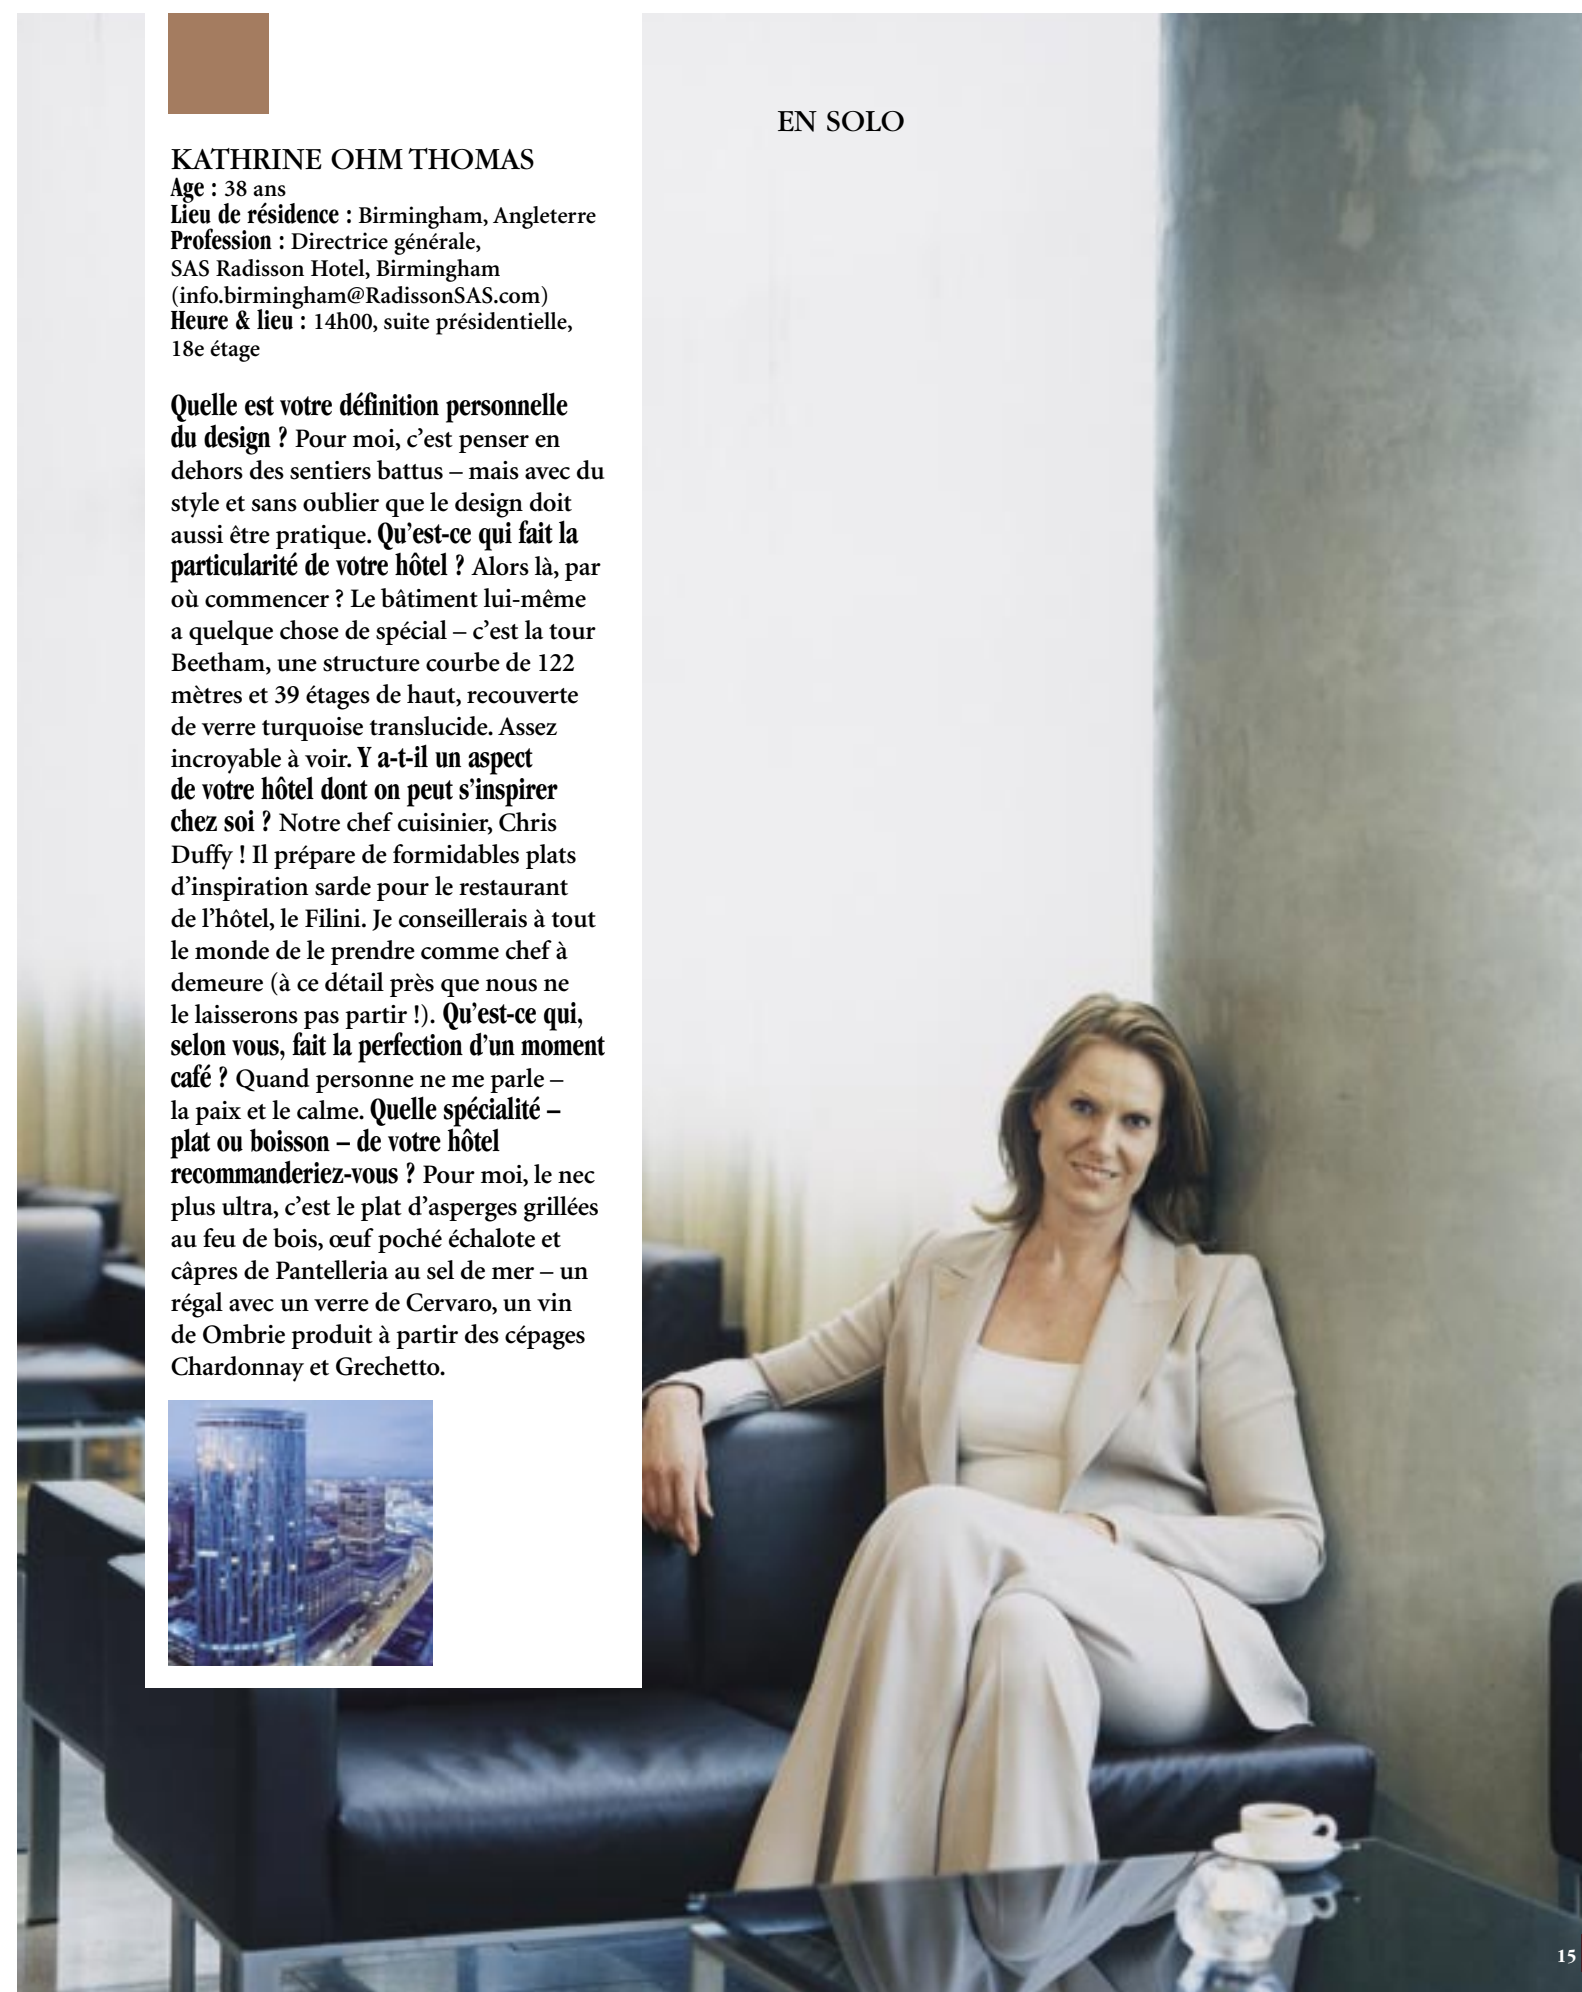 EN SOLO
KATHRINE OHM THOMAS
Age : 38 ans
Lieu de résidence : Birmingham, Angleterre
Profession : Directrice générale,
SAS Radisson Hotel, Birmingham
(info.birmingham@RadissonSAS.com)
Heure & lieu : 14h00, suite présidentielle,
18e étage
Quelle est votre définition personnelle
du design ? Pour moi, c’est penser en
dehors des sentiers battus – mais avec du
style et sans oublier que le design doit
aussi être pratique. Qu’est-ce qui fait la
particularité de votre hôtel ? Alors là, par
où commencer ? Le bâtiment lui-même
a quelque chose de spécial – c’est la tour
Beetham, une structure courbe de 122
mètres et 39 étages de haut, recouverte
de verre turquoise translucide. Assez
incroyable à voir. Y a-t-il un aspect
de votre hôtel dont on peut s’inspirer
chez soi ? Notre chef cuisinier, Chris
Duffy ! Il prépare de formidables plats
d’inspiration sarde pour le restaurant
de l’hôtel, le Filini. Je conseillerais à tout
le monde de le prendre comme chef à
demeure (à ce détail près que nous ne
le laisserons pas partir !). Qu’est-ce qui,
selon vous, fait la perfection d’un moment
café ? Quand personne ne me parle –
la paix et le calme. Quelle spécialité –
plat ou boisson – de votre hôtel
recommanderiez-vous ? Pour moi, le nec
plus ultra, c’est le plat d’asperges grillées
au feu de bois, œuf poché échalote et
câpres de Pantelleria au sel de mer – un
régal avec un verre de Cervaro, un vin
de Ombrie produit à partir des cépages
Chardonnay et Grechetto.
15